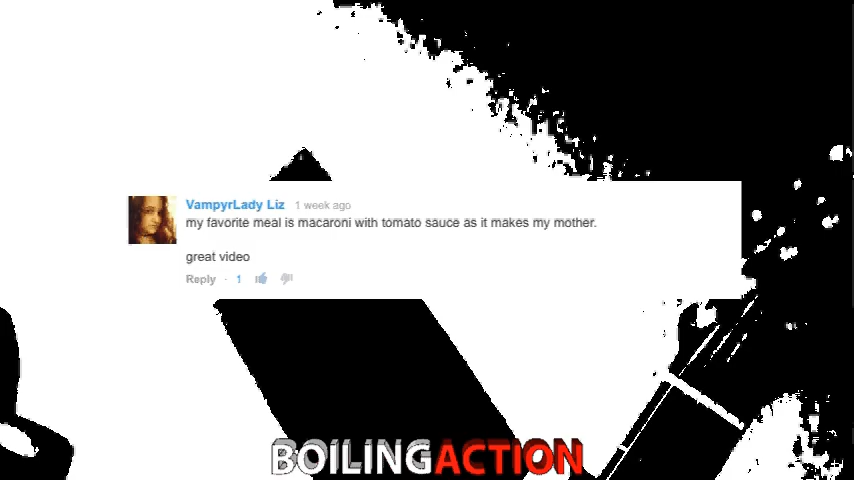 VampyrLady Liz 1 week ago
my favorite meal is macaroni with tomato sauce as it makes my mother.
great video
Reply · 1
BOILINGACTION